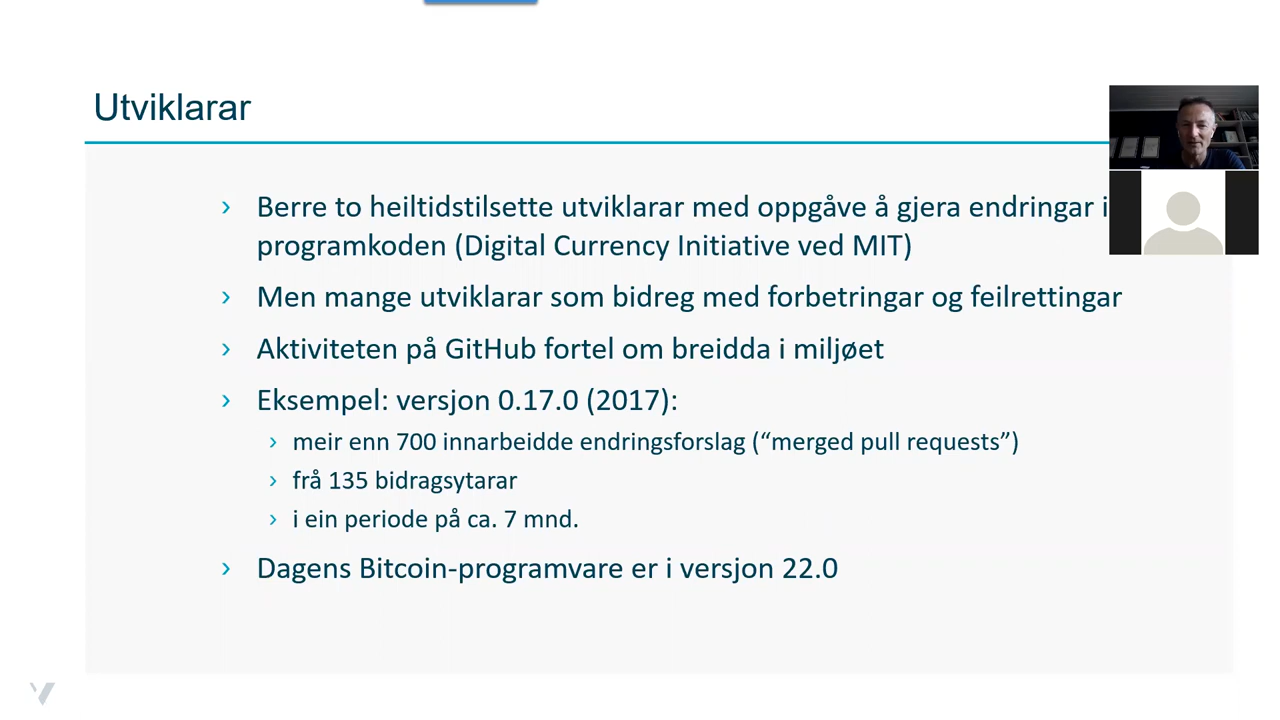 Utviklarar
› Berre to heiltidstilsette utviklarar med oppgåve å gjera endringar i
programkoden (Digital Currency Initiative ved MIT)
› Men mange utviklarar som bidreg med forbetringar og feilrettingar
› Aktiviteten på GitHub fortel om breidda i miljøet
› Eksempel: versjon 0.17.0 (2017):
› meir enn 700 innarbeidde endringsforslag (“merged pull requests”)
› frå 135 bidragsytarar
› i ein periode på ca. 7 mnd.
› Dagens Bitcoin-programvare er i versjon 22.0